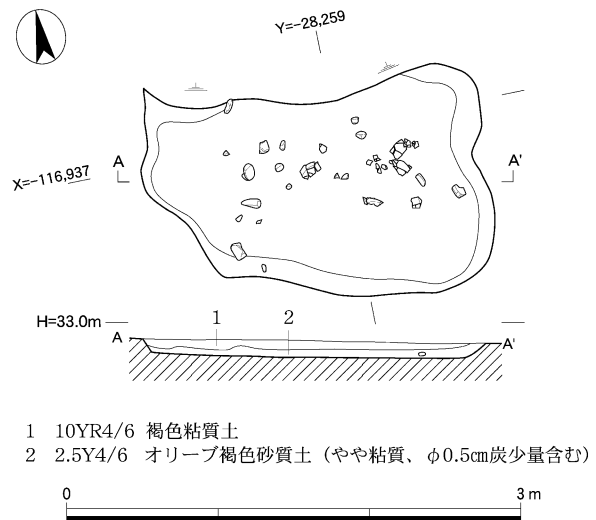 Y=-28,259
A
A'
X=-116,937
H=33.0m
1
2
A
A'
1 10YR4/6 褐色粘質土
2 2.5Y4/6 オリーブ褐色砂質土（やや粘質、φ0.5㎝炭少量含む）
0
3 m